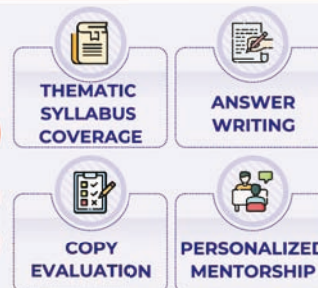 THEMATIC
SYLLABUS
COVERAGE
ANSWER
WRITING
COPY
EVALUATION
PERSONALIZED
MENTORSHIP